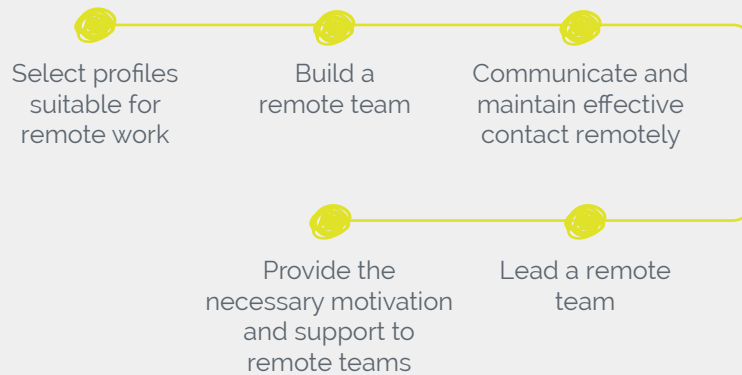 Select profiles
suitable for
remote work
Build a
remote team
Communicate and
maintain effective
contact remotely
Lead a remote
team
Provide the
necessary motivation
and support to
remote teams